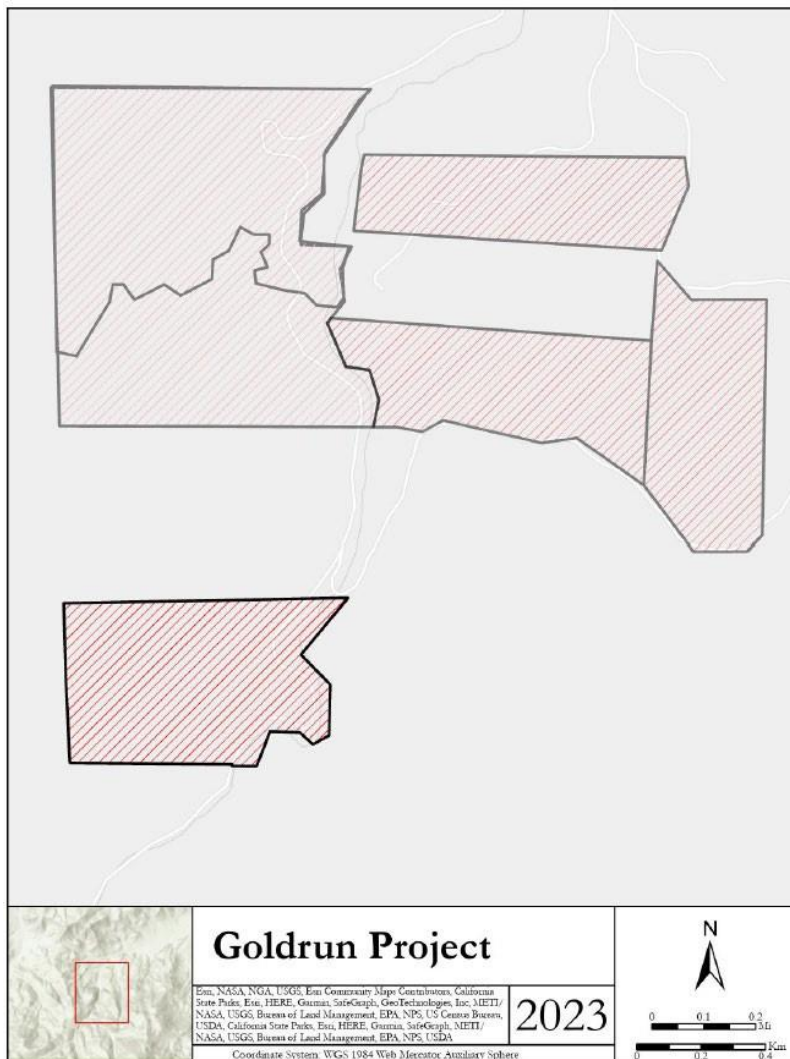 Goldrun Project
Esri, NASA, NGA, USGS, Esri Community Maps Contributors, California
State Parks, Esri, HERE, Garmin, SafeGraph, GeoTechnologies, Inc, METI/
NASA, USGS, Bureau of Land Management, EPA, NPS, US Census Bureau,
USDA, California State Parks, Esri, HERE, Garmin, SafeGraph, METI/
NASA, USGS, Bureau of Land Management, EPA, NPS, USDA
2023
Coordinate System: WGS 1984 Web Mercator Auxiliary Sphere
N
0 0.1 0.2
Mi
Km
0 0.2 0.4